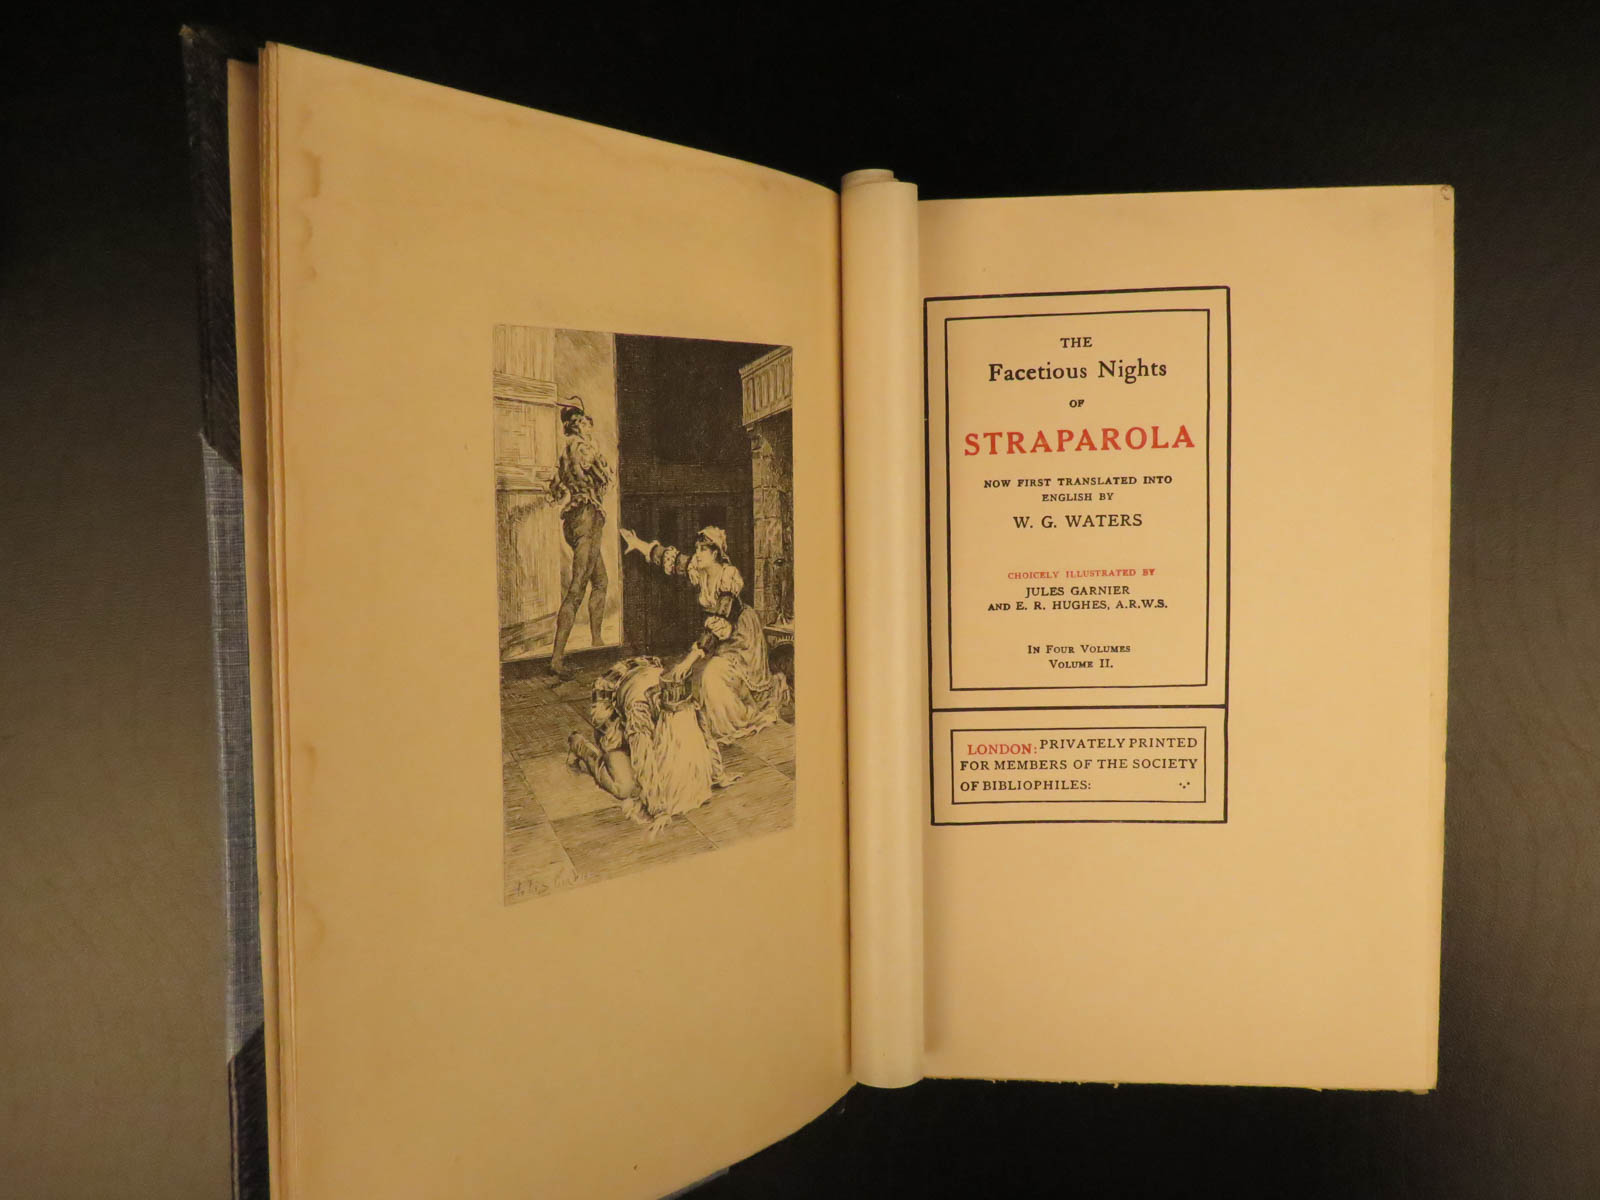 THE
Facetious Nights
OF
STRAPAROLA
NOW FIRST TRANSLATED INTO
ENGLISH BY
W. G. WATERS
CHOICELY ILLUSTRATED BY
JULES GARNIER
AND E. R. HUGHES, A.R.W.S.
IN FOUR VOLUMES
VOLUME II.
LONDON: PRIVATELY PRINTED
FOR MEMBERS OF THE SOCIETY
OF BIBLIOPHILES: